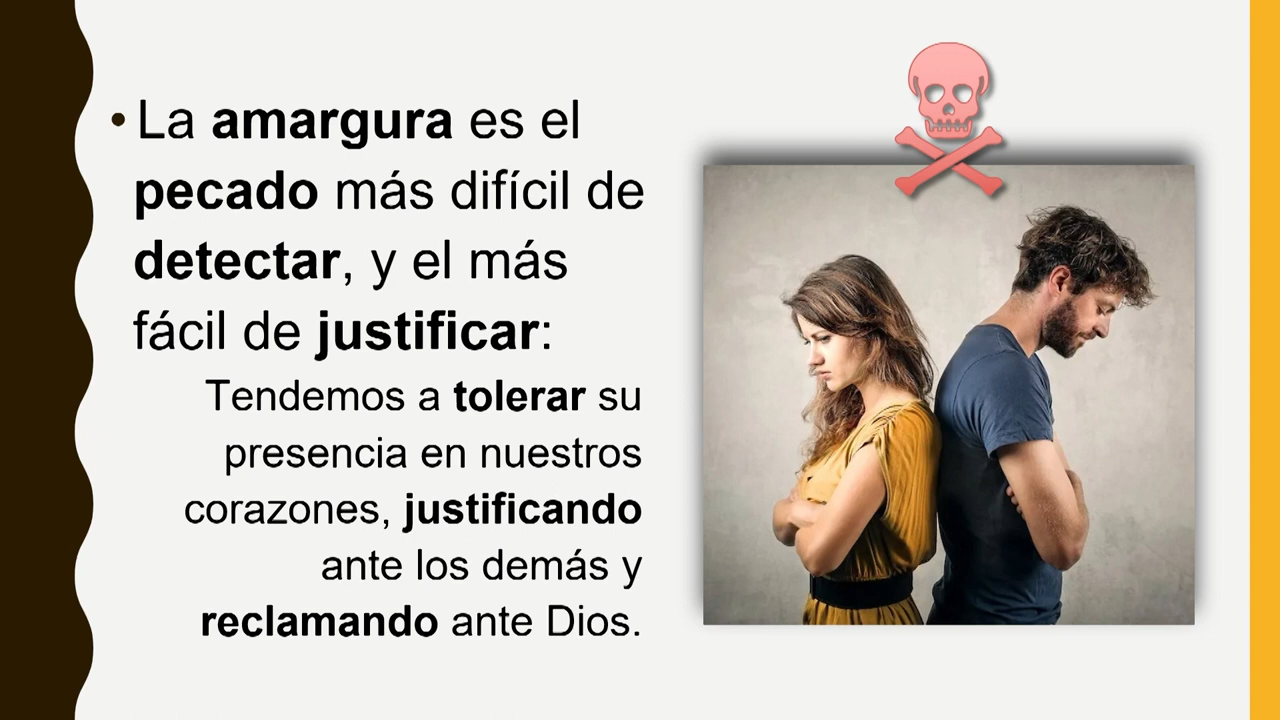 • La amargura es el
pecado más difícil de
detectar, y el más
fácil de justificar:
Tendemos a tolerar su
presencia en nuestros
corazones, justificando
ante los demás y
reclamando ante Dios.